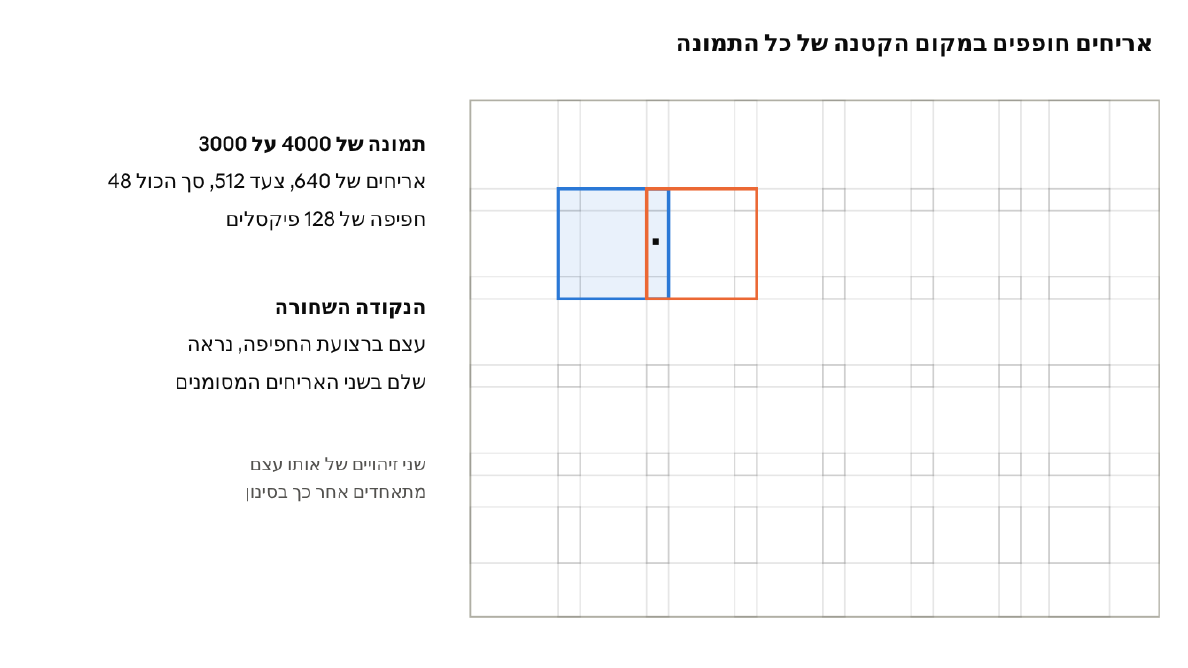 אריחים חופפים במקום הקטנה של כל התמונה
תמונה של 4000 על 3000
אריחים של 640, צעד 512, סך הכול 48
חפיפה של 128 פיקסלים
הנקודה השחורה
עצם ברצועת החפיפה, נראה
שלם בשני האריחים המסומנים
שני זיהויים של אותו עצם
מתאחדים אחר כך בסינון